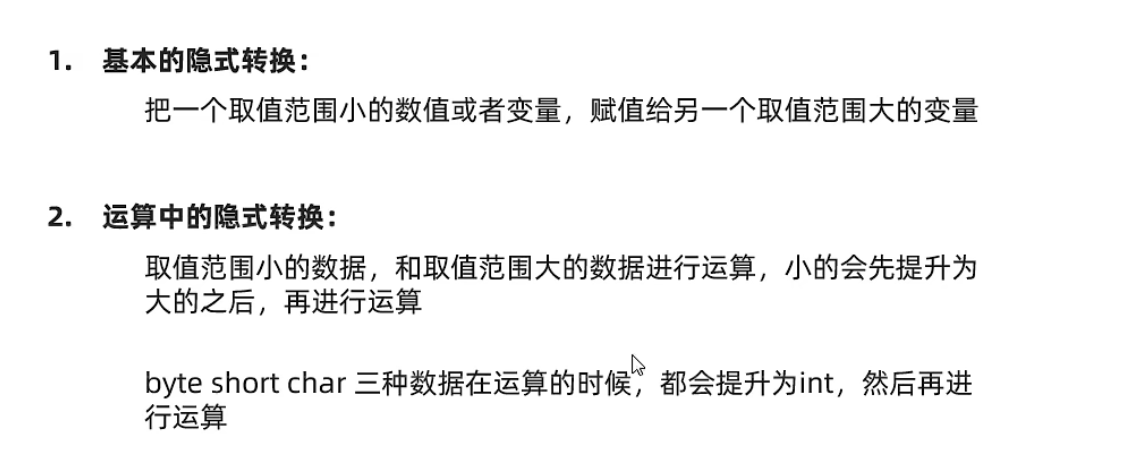 1. 基本的隐式转换：
把一个取值范围小的数值或者变量，赋值给另一个取值范围大的变量
2. 运算中的隐式转换：
取值范围小的数据，和取值范围大的数据进行运算，小的会先提升为
大的之后，再进行运算
byte short char 三种数据在运算的时候，都会提升为int，然后再进
行运算